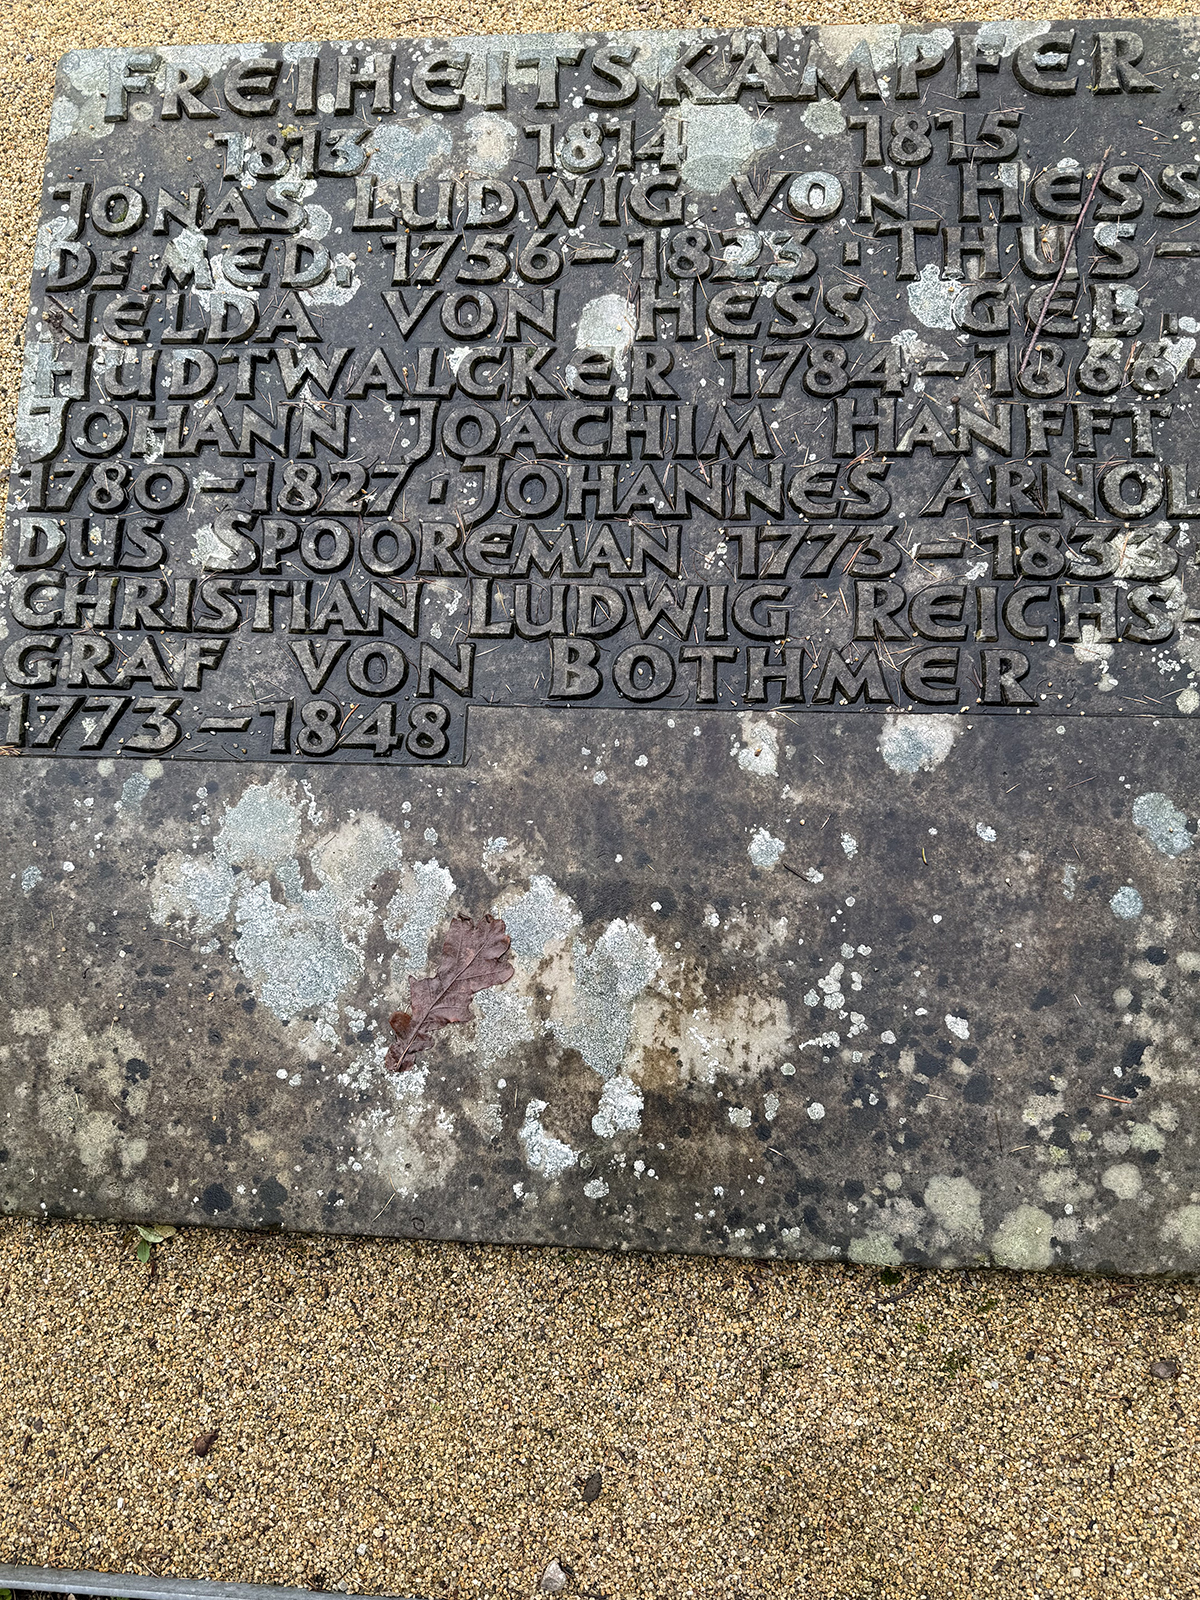 FREIHEITSKÄMPFER
1813 1814 1815
JONAS LUDWIG VON HESS
DR MED. 1756–1823 · THUS–
NELDA VON HESS GEB.
HUDTWALCKER 1784–1866
JOHANN JOACHIM HANFFT
1780–1827 · JOHANNES ARNOL
DUS SPOOREMAN 1773–1833
CHRISTIAN LUDWIG REICHS–
GRAF VON BOTHMER
1773–1848